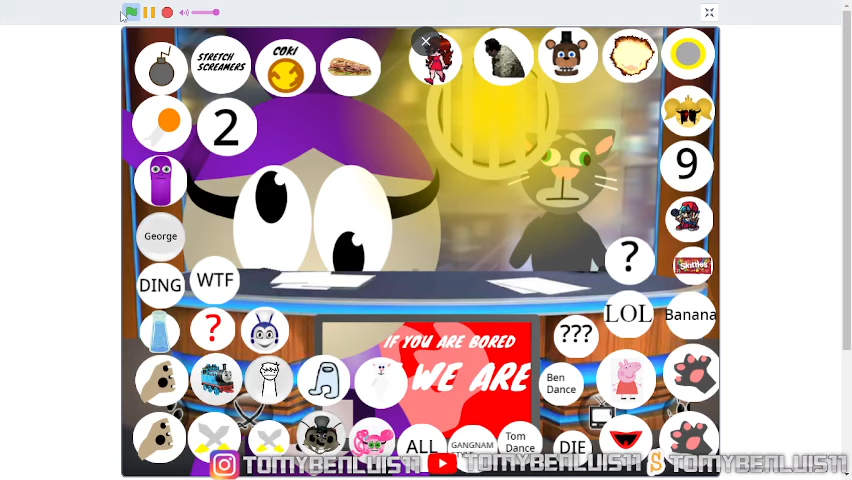 STRETCH
SCREAMERS
COKI
2
9
George
?
Skittles
DING
WTF
LOL
Banana
?
???
IF YOU ARE BORED
WE ARE
Ben
Dance
ALL
GANGNAM
Tom
Dance
DIE
TOMYBENLUIS11 TOMYBENLUIS11 TOMYBENLUIS11